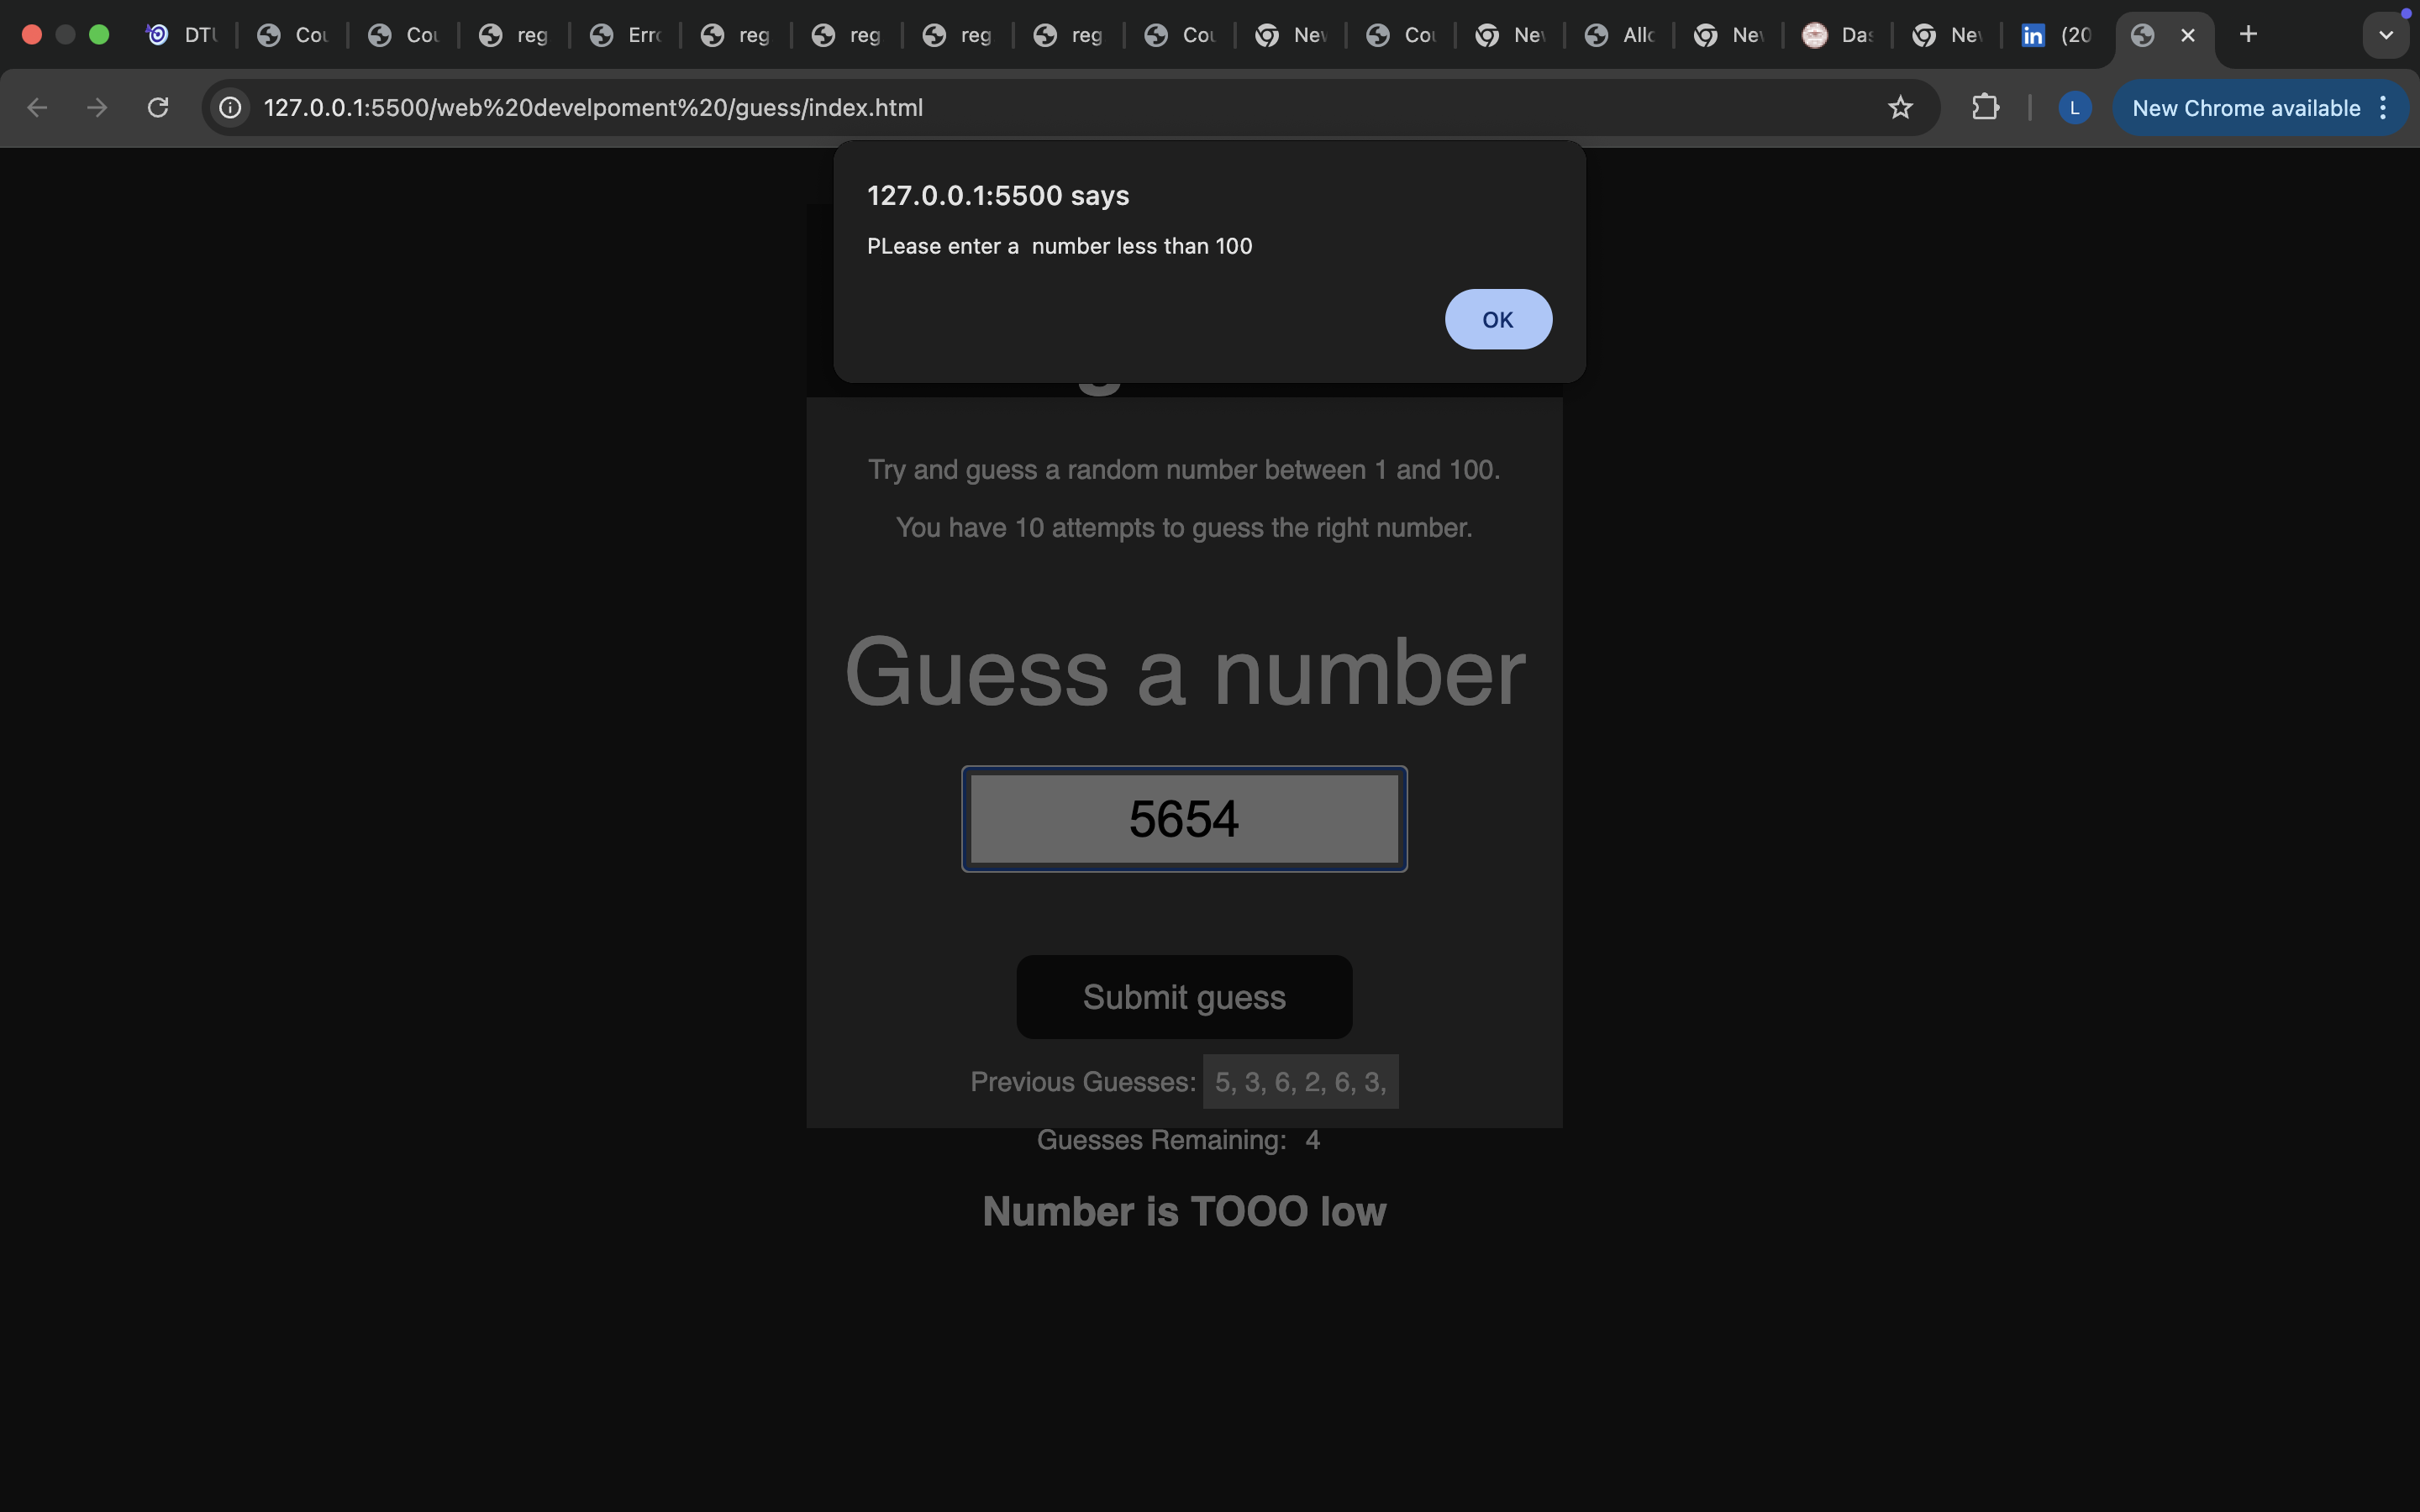 DTU
Cou
Cou
reg
Erro
reg
reg
reg
reg
Cou
New
Cou
New
Allo
New
Das
New
in (20
127.0.0.1:5500/web%20develpoment%20/guess/index.html
L
New Chrome available
127.0.0.1:5500 says
PLease enter a  number less than 100
OK
Try and guess a random number between 1 and 100.
You have 10 attempts to guess the right number.
Guess a number
5654
Submit guess
Previous Guesses: 5, 3, 6, 2, 6, 3,
Guesses Remaining: 4
Number is TOOO low